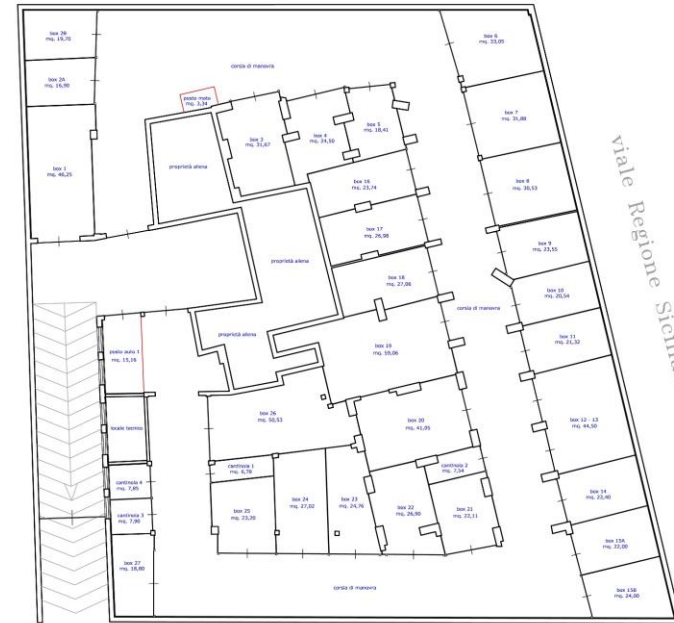 box 2B
mq. 19,70
box 2A
mq. 16,90
box 1
mq. 46,25
corsia di manovra
posto moto
mq. 3,34
box 3
mq. 31,67
box 4
mq. 24,50
box 5
mq. 18,41
box 6
mq. 33,05
box 7
mq. 31,88
box 8
mq. 30,53
box 9
mq. 23,55
box 10
mq. 20,54
box 11
mq. 21,32
box 12 - 13
mq. 44,50
box 14
mq. 22,40
box 15A
mq. 22,00
box 15B
mq. 24,00
viale Regione
proprietà aliena
box 16
mq. 23,74
box 17
mq. 26,98
box 18
mq. 27,06
proprietà aliena
proprietà aliena
corsia di manovra
box 19
mq. 59,06
posto auto 1
mq. 15,16
locale tecnico
cantinola 4
mq. 7,85
cantinola 3
mq. 7,90
box 27
mq. 18,80
box 26
mq. 50,53
box 20
mq. 41,05
cantinola 1
mq. 6,79
cantinola 2
mq. 7,54
box 25
mq. 23,20
box 24
mq. 27,02
box 23
mq. 24,76
box 22
mq. 26,90
box 21
mq. 22,11
corsia di manovra